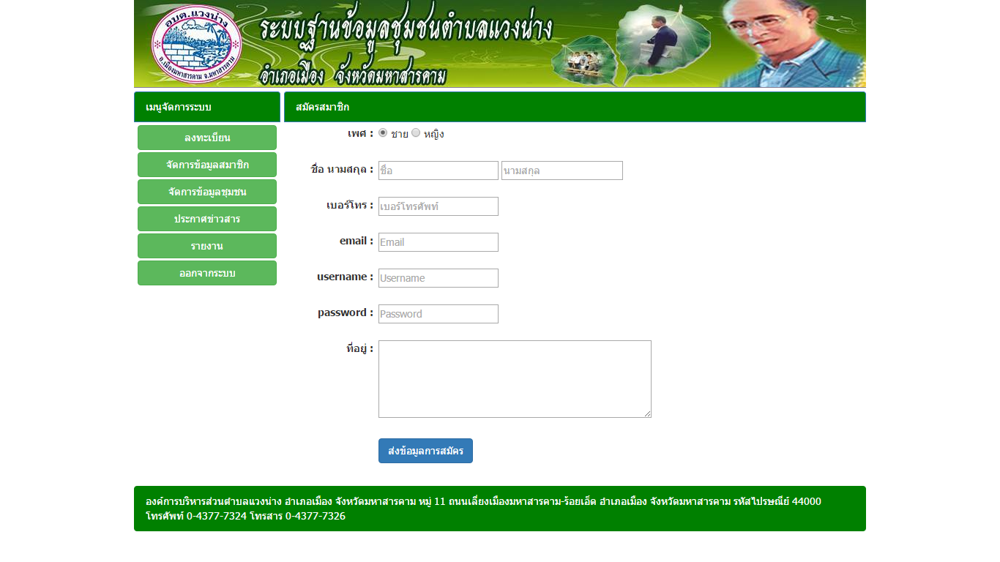 อบต.แวงน่าง
อ.เมืองมหาสารคาม จ.มหาสารคาม
ระบบฐานข้อมูลชุมชนตำบลแวงน่าง
อำเภอเมือง จังหวัดมหาสารคาม
เมนูจัดการระบบ
ลงทะเบียน
จัดการข้อมูลสมาชิก
จัดการข้อมูลชุมชน
ประกาศข่าวสาร
รายงาน
ออกจากระบบ
สมัครสมาชิก
เพศ : ชาย หญิง
ชื่อ นามสกุล : ชื่อ นามสกุล
เบอร์โทร : เบอร์โทรศัพท์
email : Email
username : Username
password : Password
ที่อยู่ :
ส่งข้อมูลการสมัคร
องค์การบริหารส่วนตำบลแวงน่าง อำเภอเมือง จังหวัดมหาสารคาม หมู่ 11 ถนนเลี่ยงเมืองมหาสารคาม-ร้อยเอ็ด อำเภอเมือง จังหวัดมหาสารคาม รหัสไปรษณีย์ 44000
โทรศัพท์ 0-4377-7324 โทรสาร 0-4377-7326